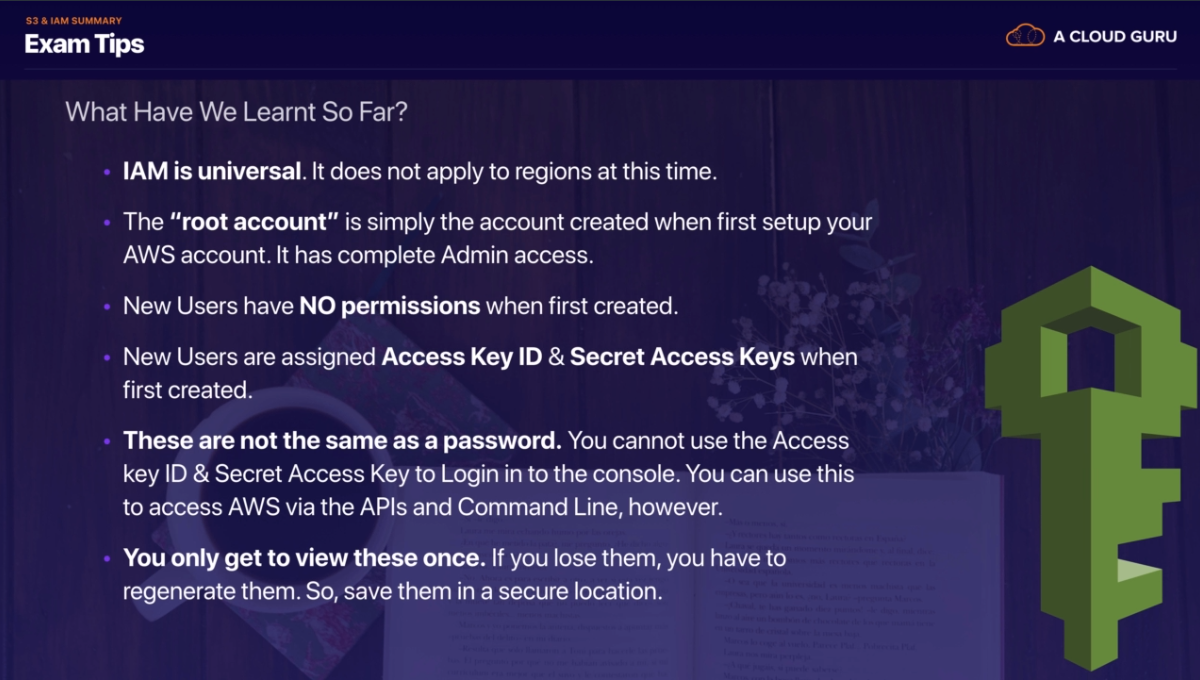 S3 & IAM SUMMARY
Exam Tips
A CLOUD GURU
What Have We Learnt So Far?
• IAM is universal. It does not apply to regions at this time.
• The “root account” is simply the account created when first setup your
AWS account. It has complete Admin access.
• New Users have NO permissions when first created.
• New Users are assigned Access Key ID & Secret Access Keys when
first created.
• These are not the same as a password. You cannot use the Access
key ID & Secret Access Key to Login in to the console. You can use this
to access AWS via the APIs and Command Line, however.
• You only get to view these once. If you lose them, you have to
regenerate them. So, save them in a secure location.